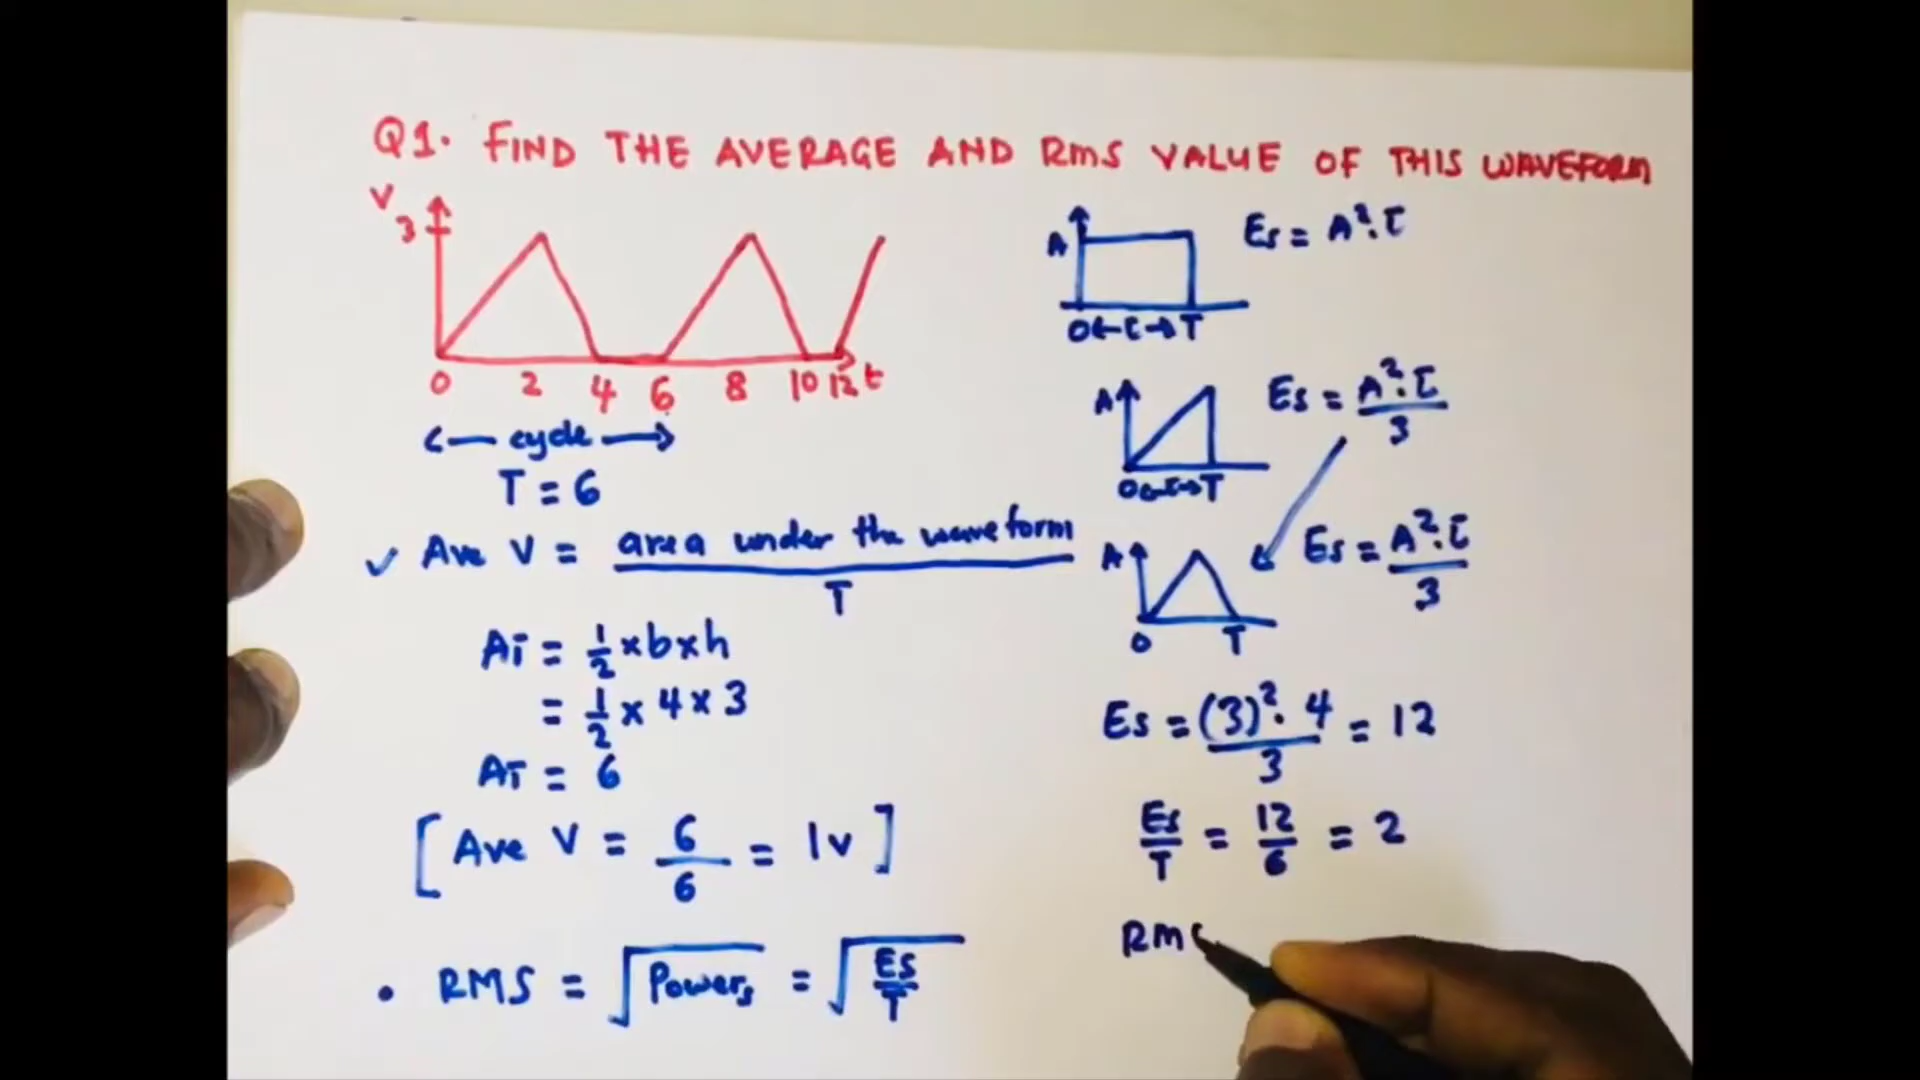 Q1. FIND THE AVERAGE AND RMS VALUE OF THIS WAVEFORM
V
3
0 2 4 6 8 10 12 t
<— cycle —>
T = 6
✓ Ave V = area under the waveform / T
AT = 1/2 × b × h
= 1/2 × 4 × 3
AT = 6
[Ave V = 6/6 = 1v]
• RMS = √Powers = √Es/T
A
Es = A². τ
0 ←τ→ T
A
Es = A². τ / 3
0 ←τ→ T
A
Es = A². τ / 3
0 T
Es = (3)². 4 / 3 = 12
Es/T = 12/6 = 2
RMS